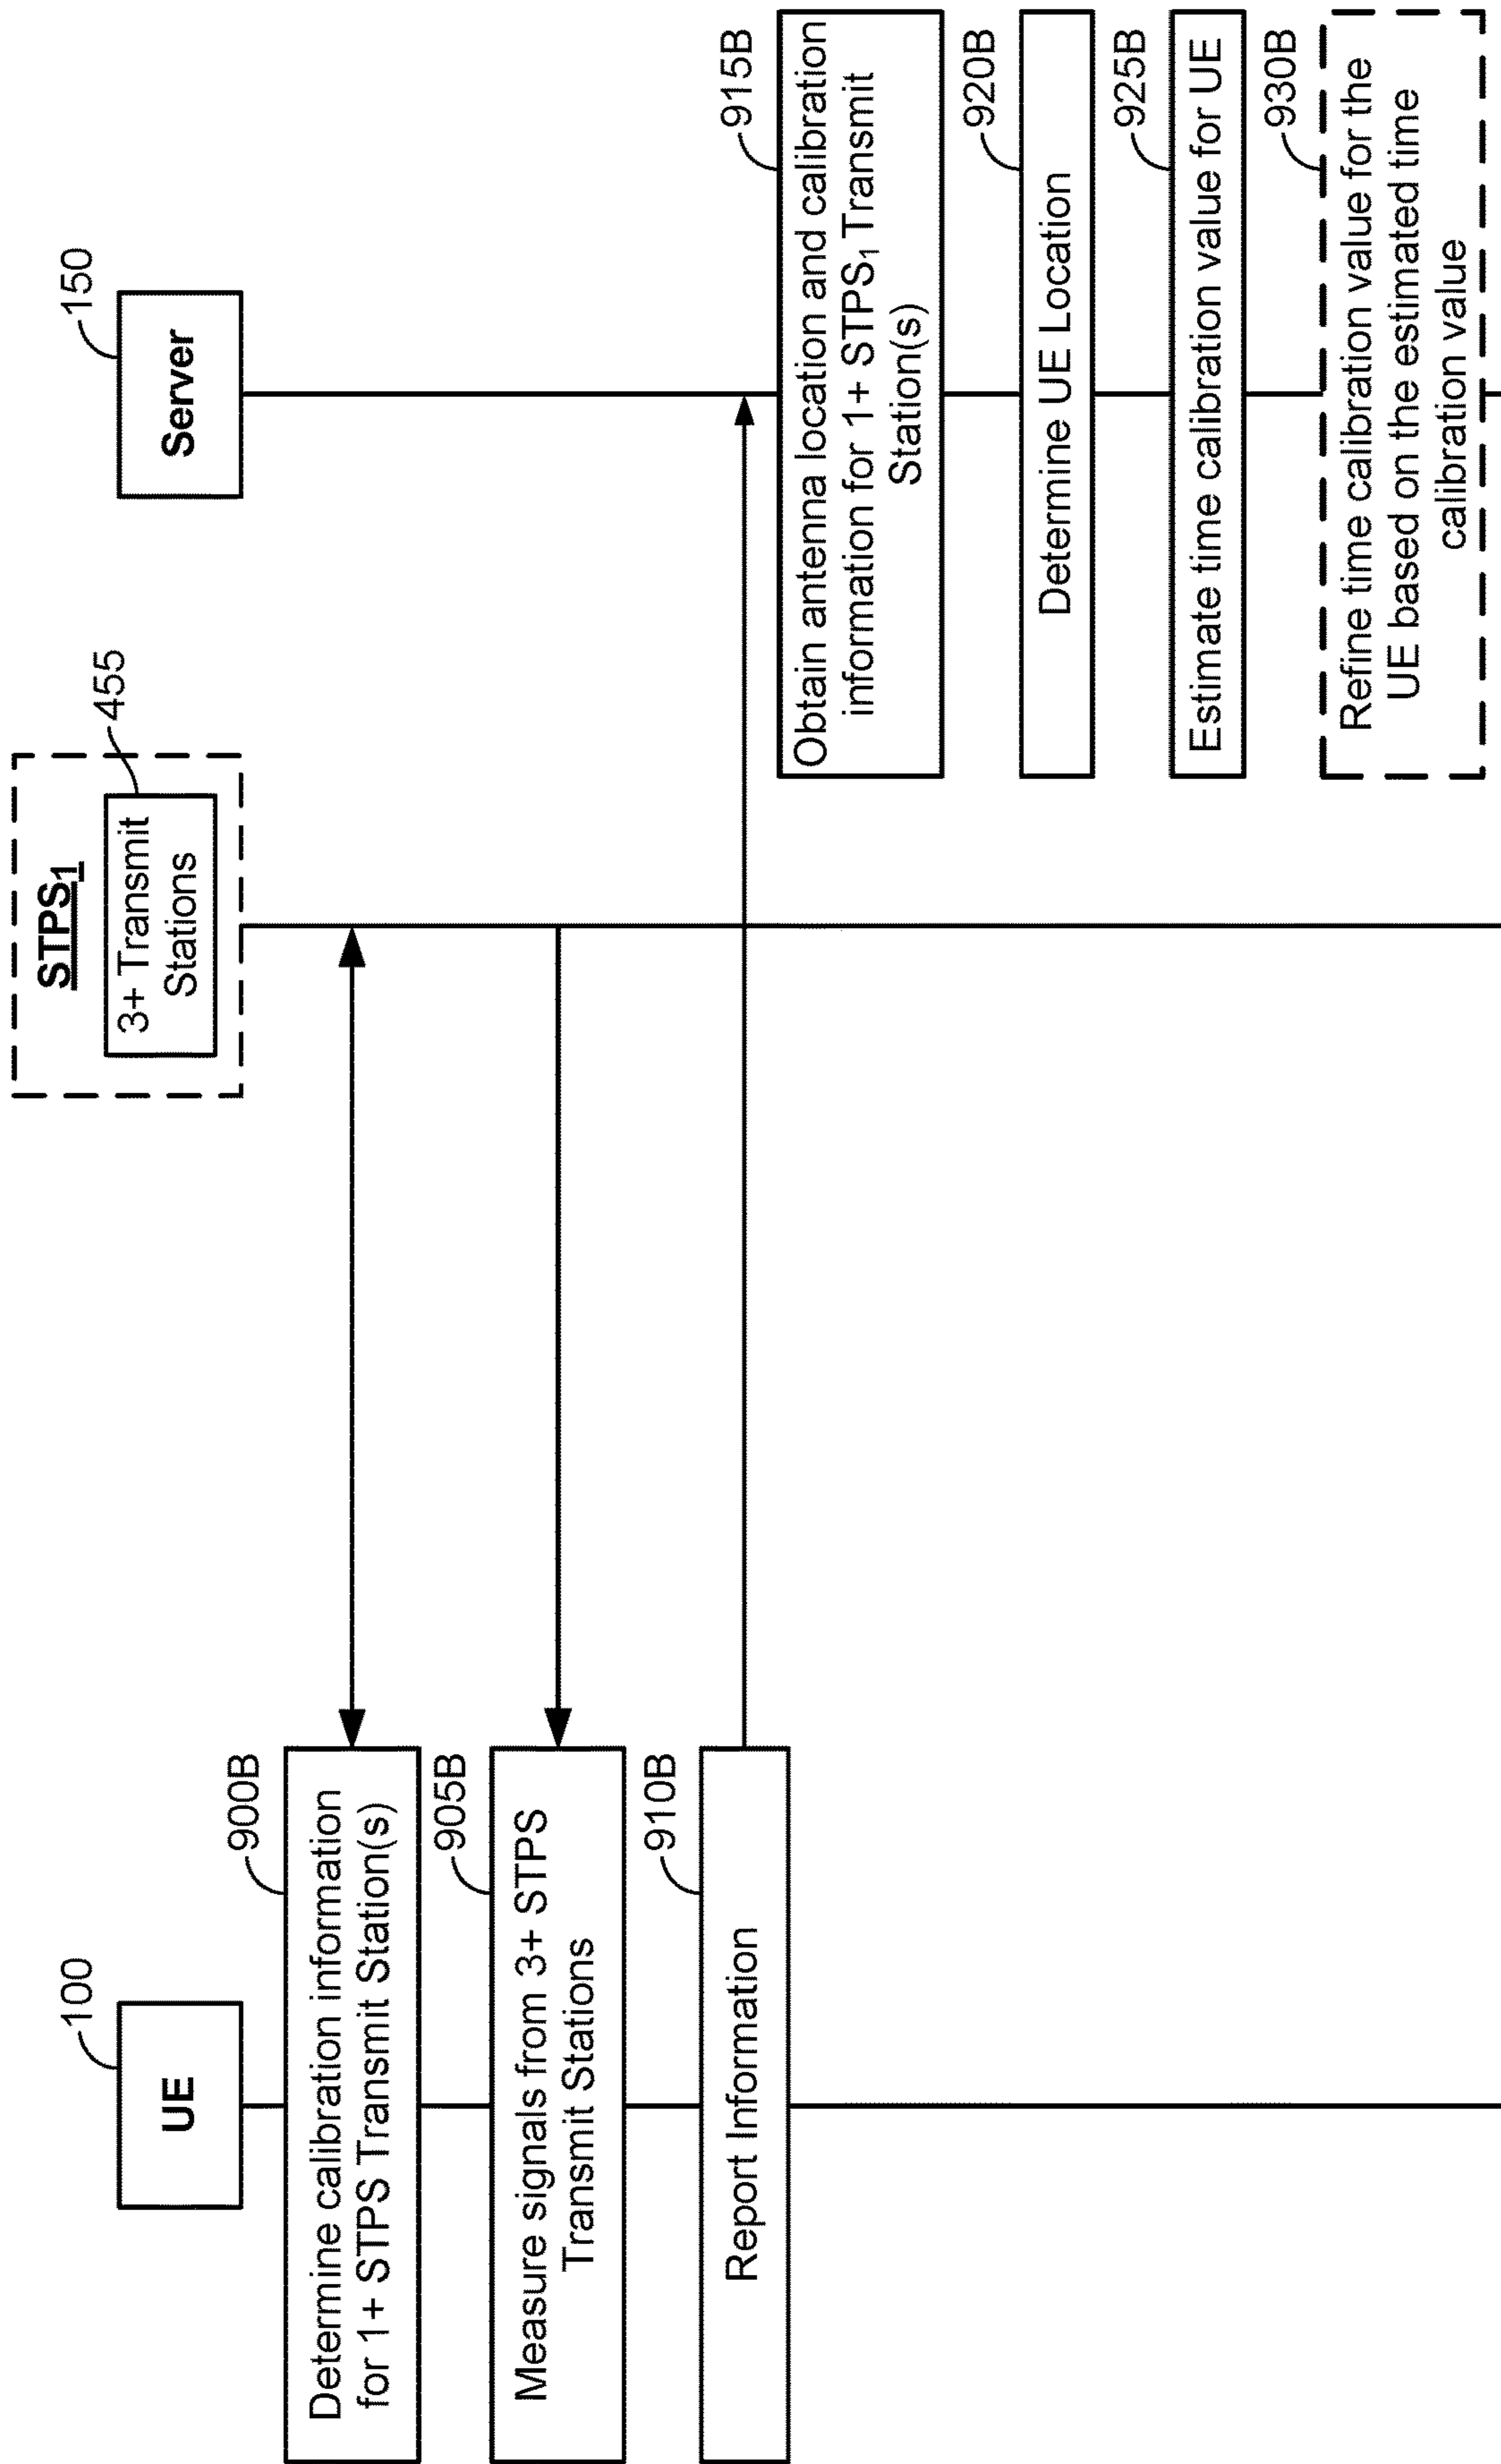 UE
100
STPS1
3+ Transmit
Stations
455
Server
150
900B
Determine calibration information
for 1+ STPS Transmit Station(s)
905B
Measure signals from 3+ STPS
Transmit Stations
910B
Report Information
915B
Obtain antenna location and calibration
information for 1+ STPS1 Transmit
Station(s)
920B
Determine UE Location
925B
Estimate time calibration value for UE
930B
Refine time calibration value for the
UE based on the estimated time
calibration value